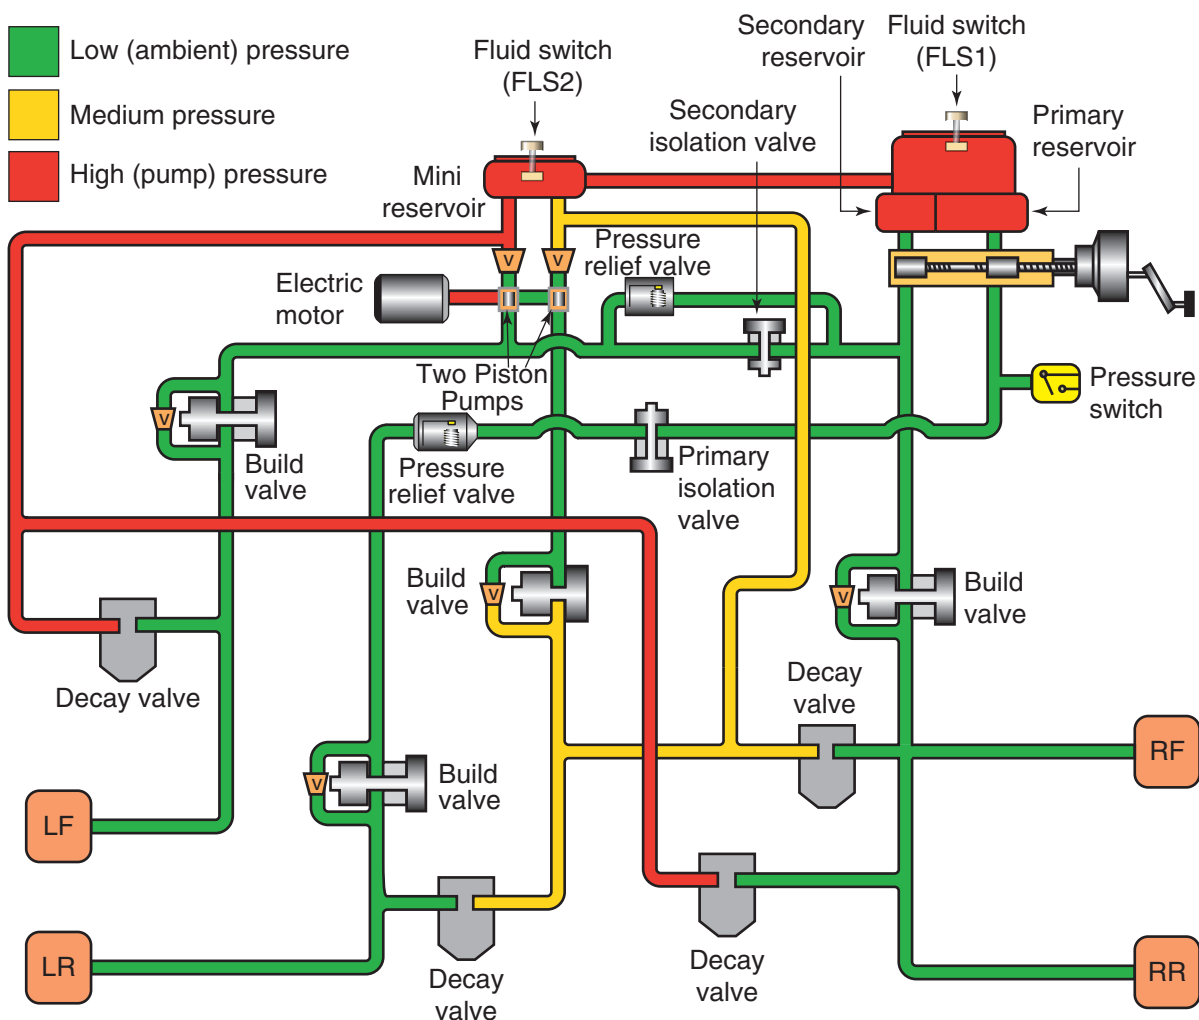 Low (ambient) pressure
Medium pressure
High (pump) pressure
Fluid switch
(FLS2)
Secondary
reservoir
Fluid switch
(FLS1)
Secondary
isolation valve
Primary
reservoir
Mini
reservoir
V
V
Pressure
relief valve
Electric
motor
Two Piston
Pumps
Pressure
switch
V
Build
valve
Pressure
relief valve
Primary
isolation
valve
V
Build
valve
V
Build
valve
Decay valve
Decay
valve
RF
V
Build
valve
LF
LR
Decay
valve
Decay
valve
RR